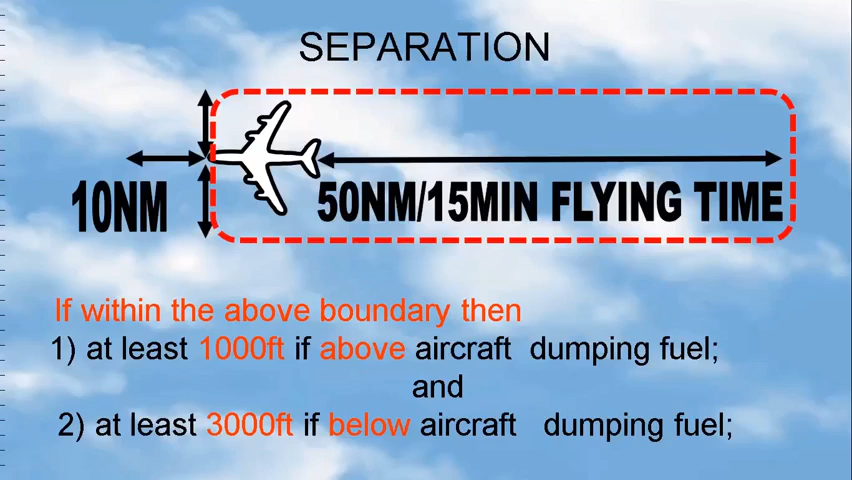 SEPARATION
10NM
50NM/15MIN FLYING TIME
If within the above boundary then
1) at least 1000ft if above aircraft dumping fuel;
and
2) at least 3000ft if below aircraft dumping fuel;